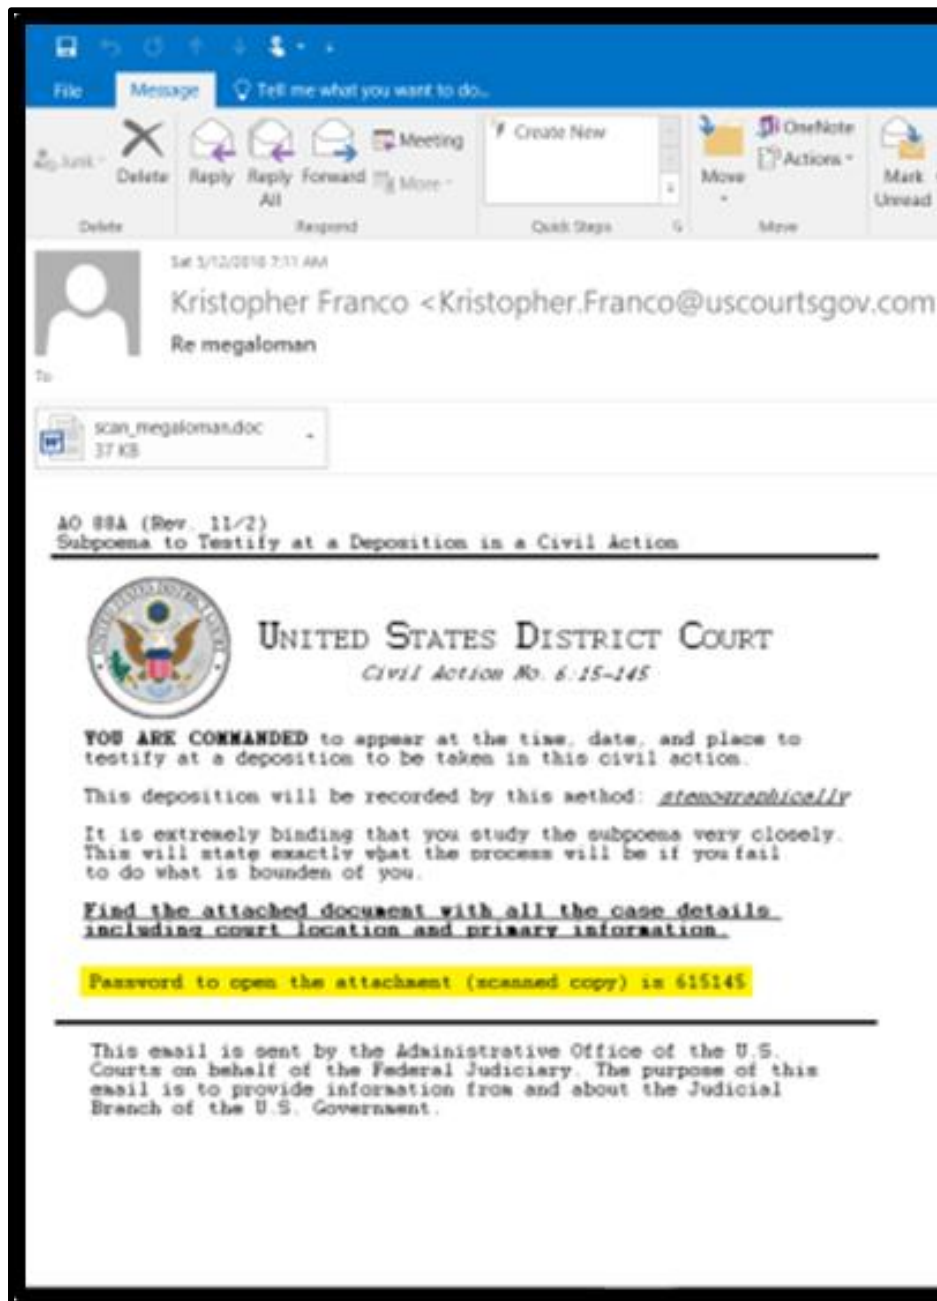 File Message Tell me what you want to do...
Junk Delete Reply Reply All Forward Meeting More
Create New
Move OneNote Actions Mark Unread
Delete Respond Quick Steps Move
7:11 AM
Kristopher Franco <Kristopher.Franco@uscourtsgov.com
Re megaloman
To
scan_megaloman.doc
37 KB
AO 88A (Rev. 11/2)
Subpoena to Testify at a Deposition in a Civil Action
UNITED STATES DISTRICT COURT
Civil Action No. 6:15-145
YOU ARE COMMANDED to appear at the time, date, and place to
testify at a deposition to be taken in this civil action.
This deposition will be recorded by this method: stenographically
It is extremely binding that you study the subpoena very closely.
This will state exactly what the process will be if you fail
to do what is bounden of you.
Find the attached document with all the case details
including court location and primary information.
Password to open the attachment (scanned copy) is 615145
This email is sent by the Administrative Office of the U.S.
Courts on behalf of the Federal Judiciary. The purpose of this
email is to provide information from and about the Judicial
Branch of the U.S. Government.